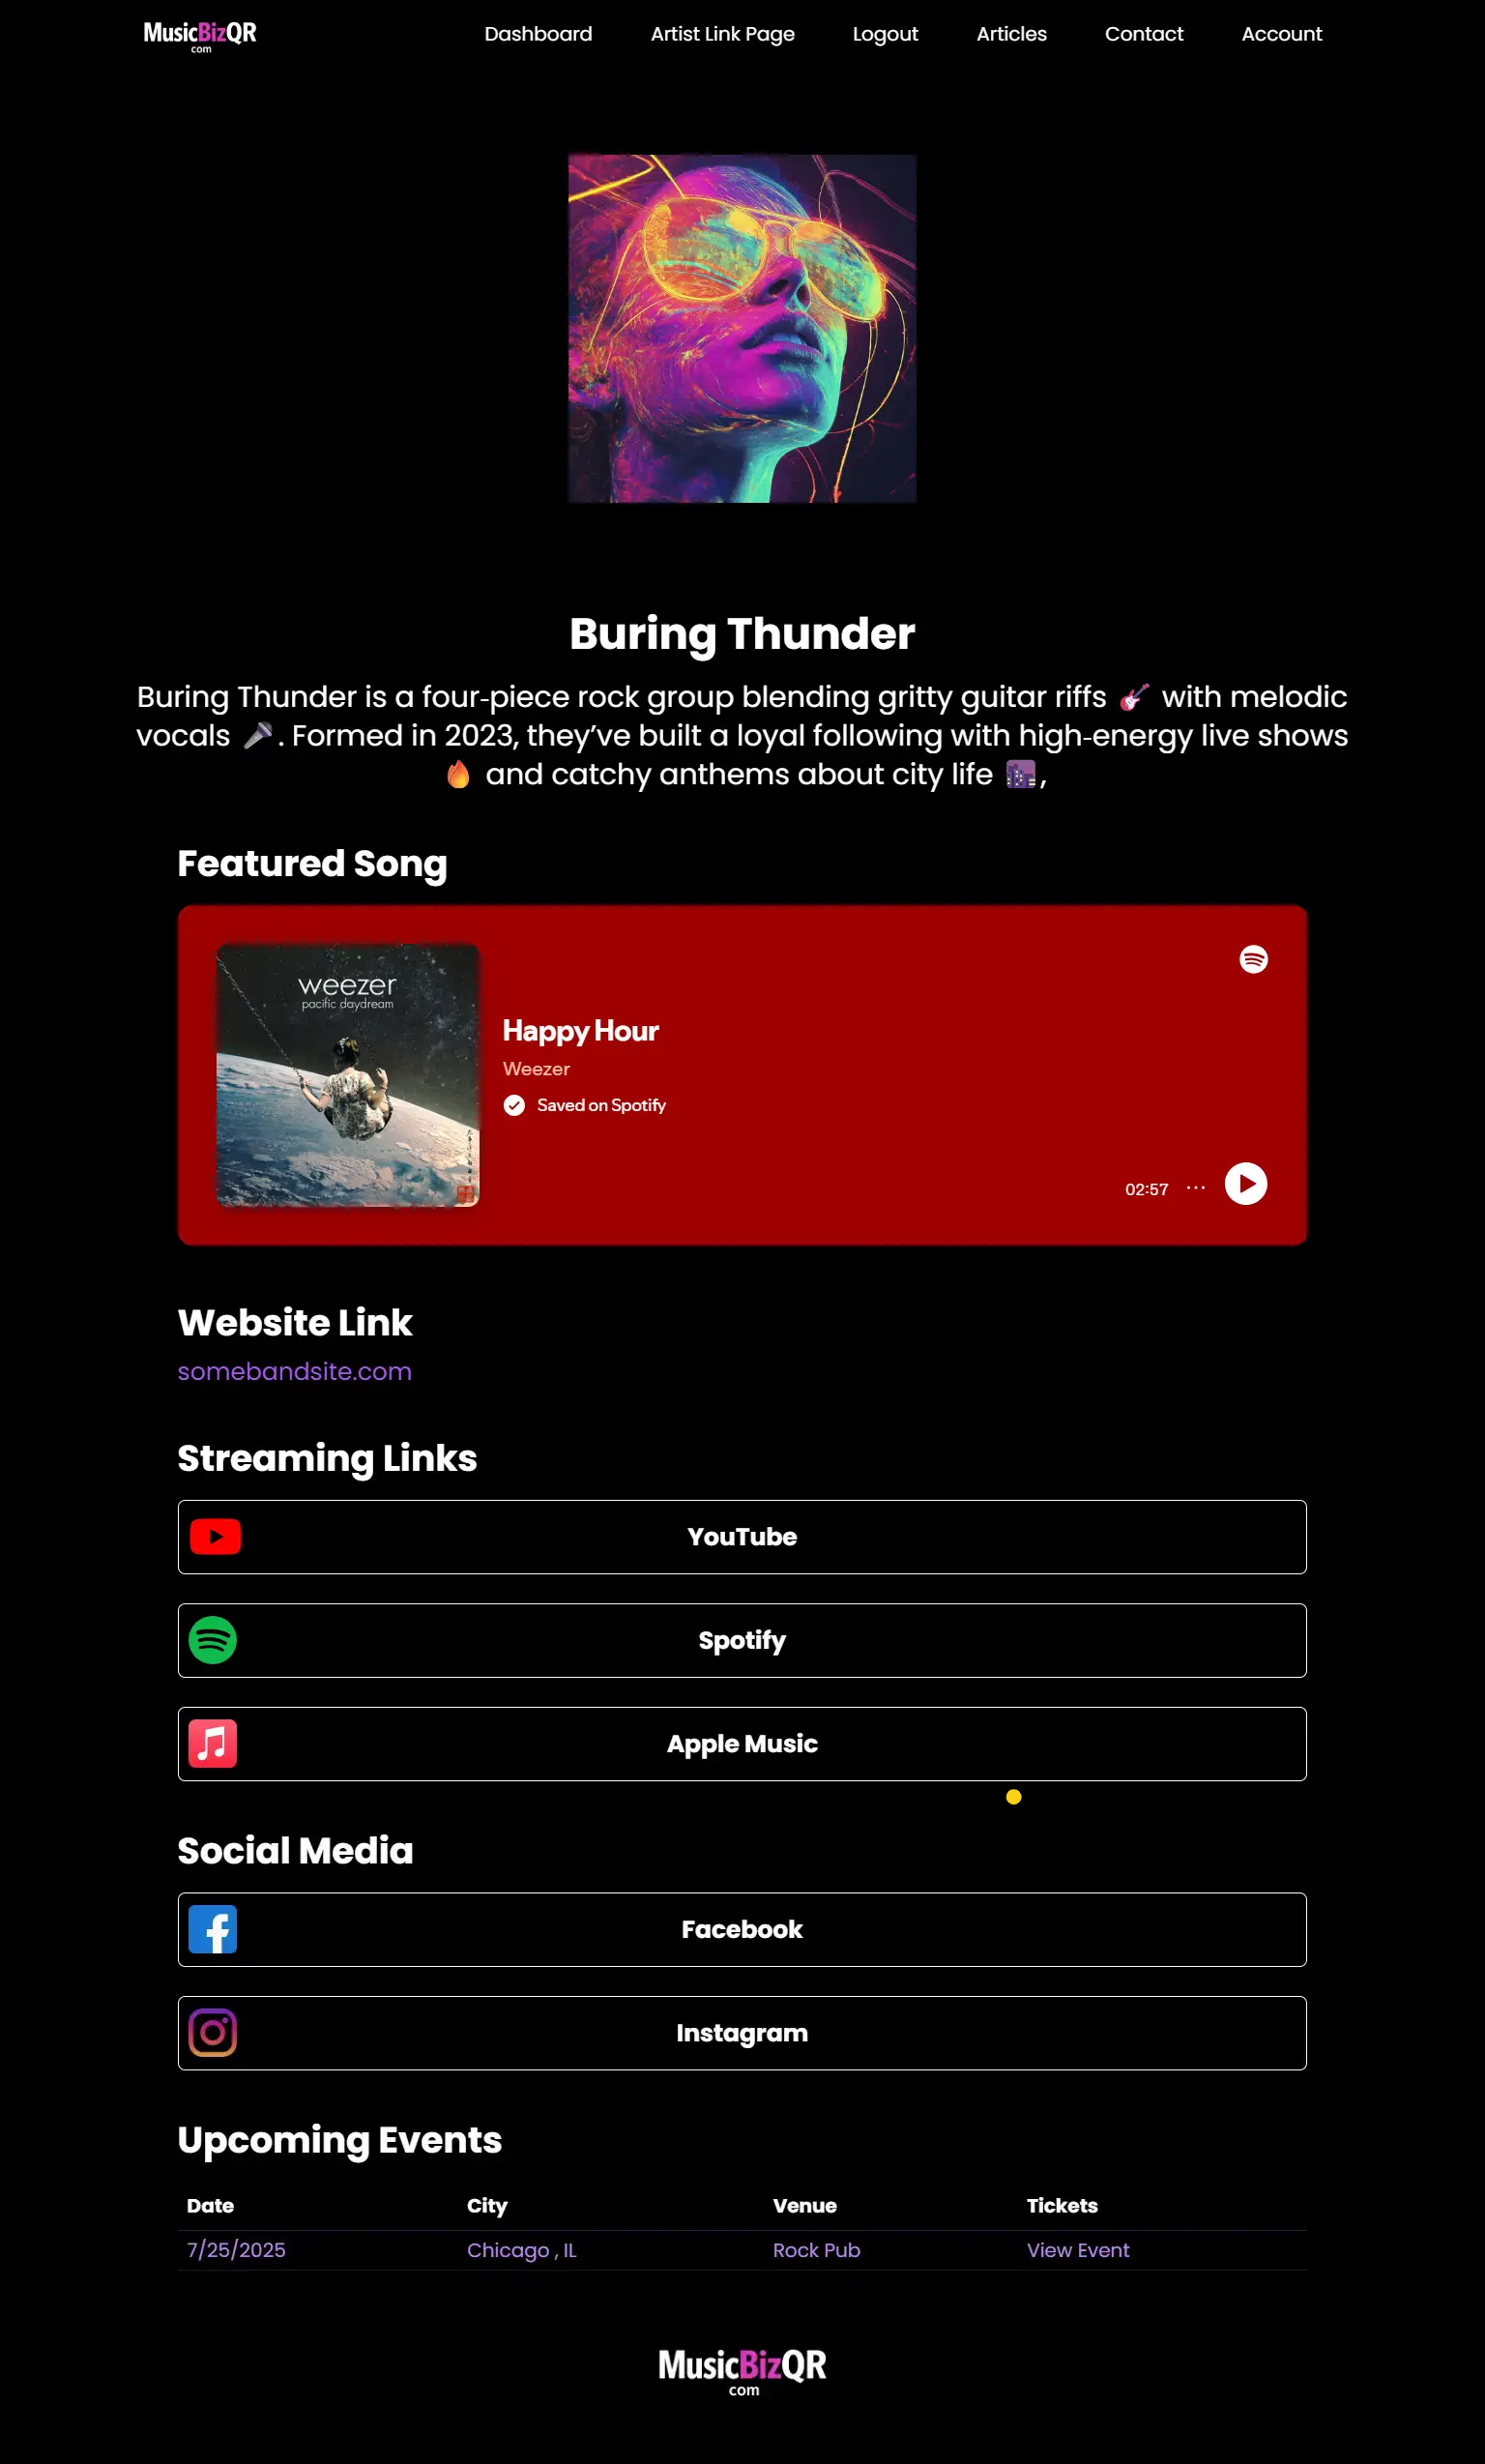 MusicBizQR
com
Dashboard
Artist Link Page
Logout
Articles
Contact
Account
Buring Thunder
Buring Thunder is a four-piece rock group blending gritty guitar riffs 🎸 with melodic
vocals 🎤. Formed in 2023, they’ve built a loyal following with high-energy live shows
🔥 and catchy anthems about city life 🌆,
Featured Song
weezer
pacific daydream
Happy Hour
Weezer
Saved on Spotify
02:57
Website Link
somebandsite.com
Streaming Links
YouTube
Spotify
Apple Music
Social Media
Facebook
Instagram
Upcoming Events
Date City Venue Tickets
7/25/2025 Chicago , IL Rock Pub View Event
MusicBizQR
com